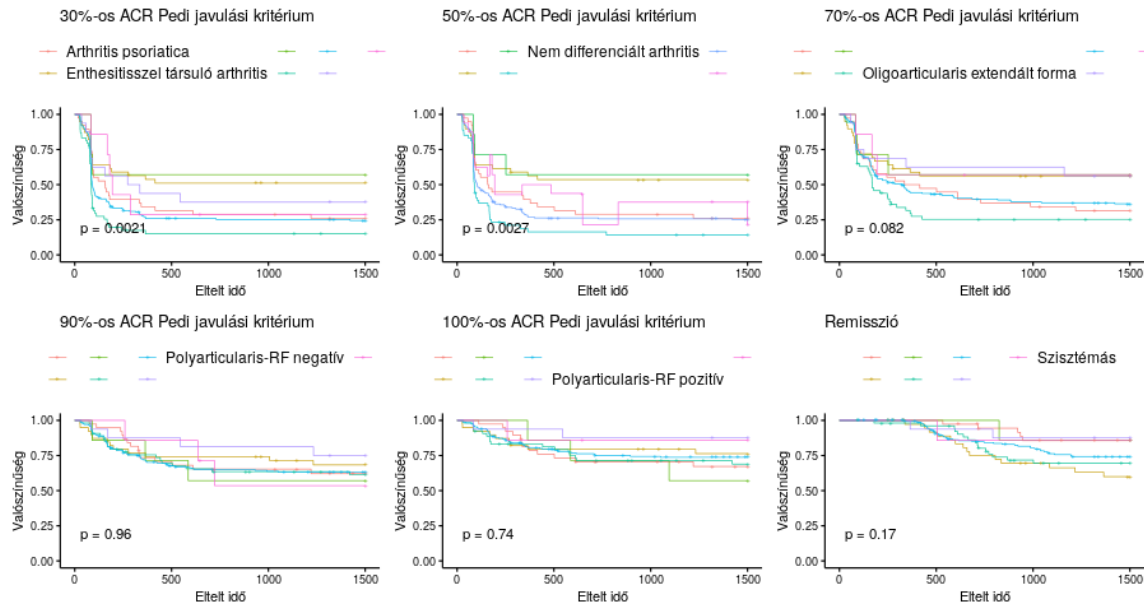 30%-os ACR Pedi javulási kritérium
50%-os ACR Pedi javulási kritérium
70%-os ACR Pedi javulási kritérium
Arthritis psoriatica
Enthesitisszel társuló arthritis
Nem differenciált arthritis
Oligoarticularis extendált forma
Valószínűség
1.00
0.75
0.50
0.25
0.00
p = 0.0021
0
500
1000
1500
Eltelt idő
Valószínűség
1.00
0.75
0.50
0.25
0.00
p = 0.0027
0
500
1000
1500
Eltelt idő
Valószínűség
1.00
0.75
0.50
0.25
0.00
p = 0.082
0
500
1000
1500
Eltelt idő
90%-os ACR Pedi javulási kritérium
100%-os ACR Pedi javulási kritérium
Remisszió
Polyarticularis-RF negatív
Polyarticularis-RF pozitív
Szisztémás
Valószínűség
1.00
0.75
0.50
0.25
0.00
p = 0.96
0
500
1000
1500
Eltelt idő
Valószínűség
1.00
0.75
0.50
0.25
0.00
p = 0.74
0
500
1000
1500
Eltelt idő
Valószínűség
1.00
0.75
0.50
0.25
0.00
p = 0.17
0
500
1000
1500
Eltelt idő